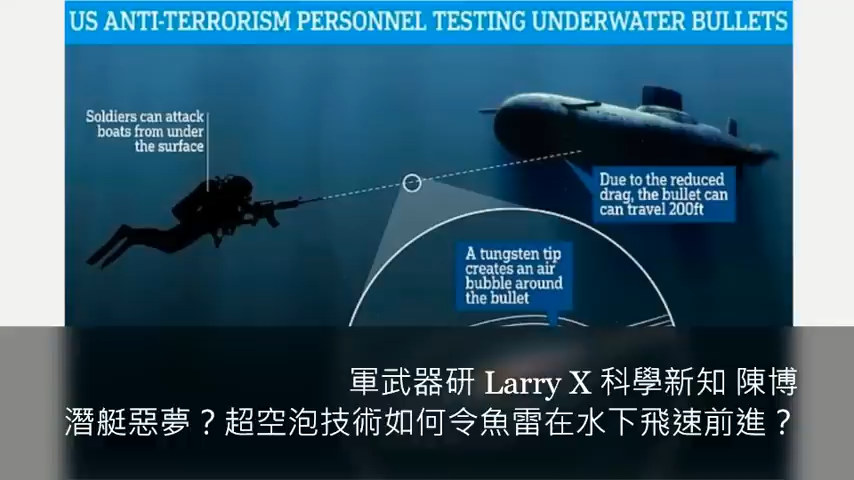 US ANTI-TERRORISM PERSONNEL TESTING UNDERWATER BULLETS
Soldiers can attack
boats from under
the surface
Due to the reduced
drag, the bullet can
can travel 200ft
A tungsten tip
creates an air
bubble around
the bullet
軍武器研 Larry X 科學新知 陳博
潛艇惡夢？超空泡技術如何令魚雷在水下飛速前進？